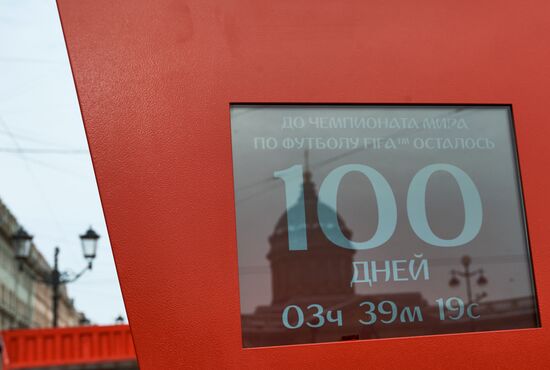 ДО ЧЕМПИОНАТА МИРА
ПО ФУТБОЛУ FIFA™ ОСТАЛОСЬ
100
ДНЕЙ
03ч 39м 19с